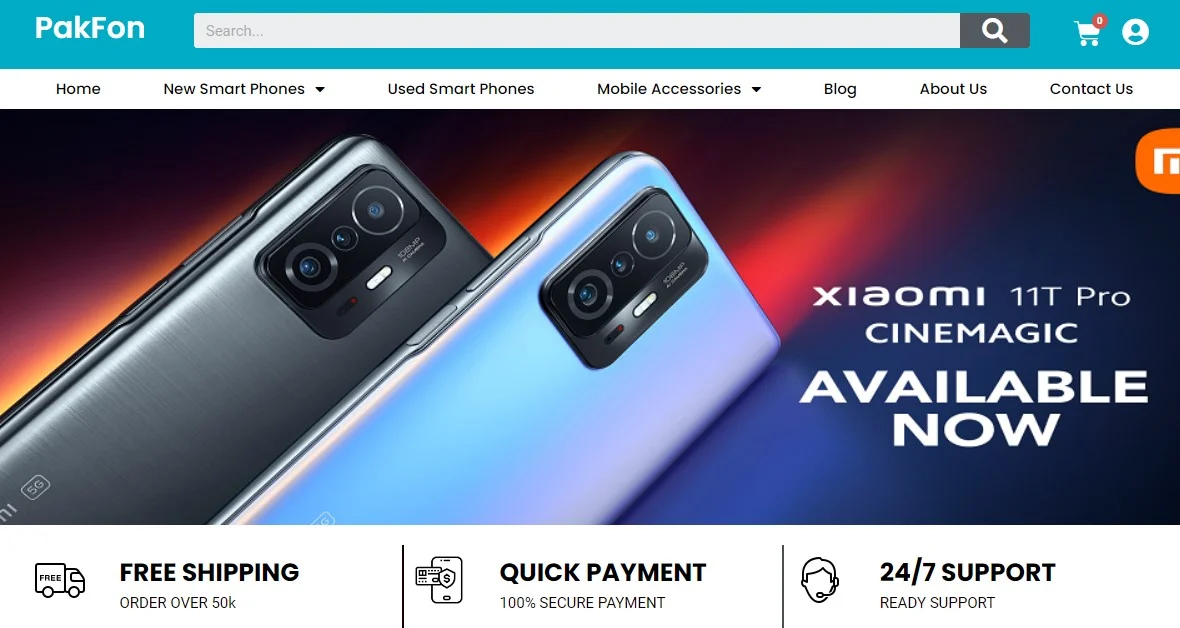 PakFon
Search...
0
Home
New Smart Phones
Used Smart Phones
Mobile Accessories
Blog
About Us
Contact Us
108MP
108MP
xiaomi 11T Pro
CINEMAGIC
AVAILABLE
NOW
5G
FREE
FREE SHIPPING
ORDER OVER 50k
QUICK PAYMENT
100% SECURE PAYMENT
24/7 SUPPORT
READY SUPPORT